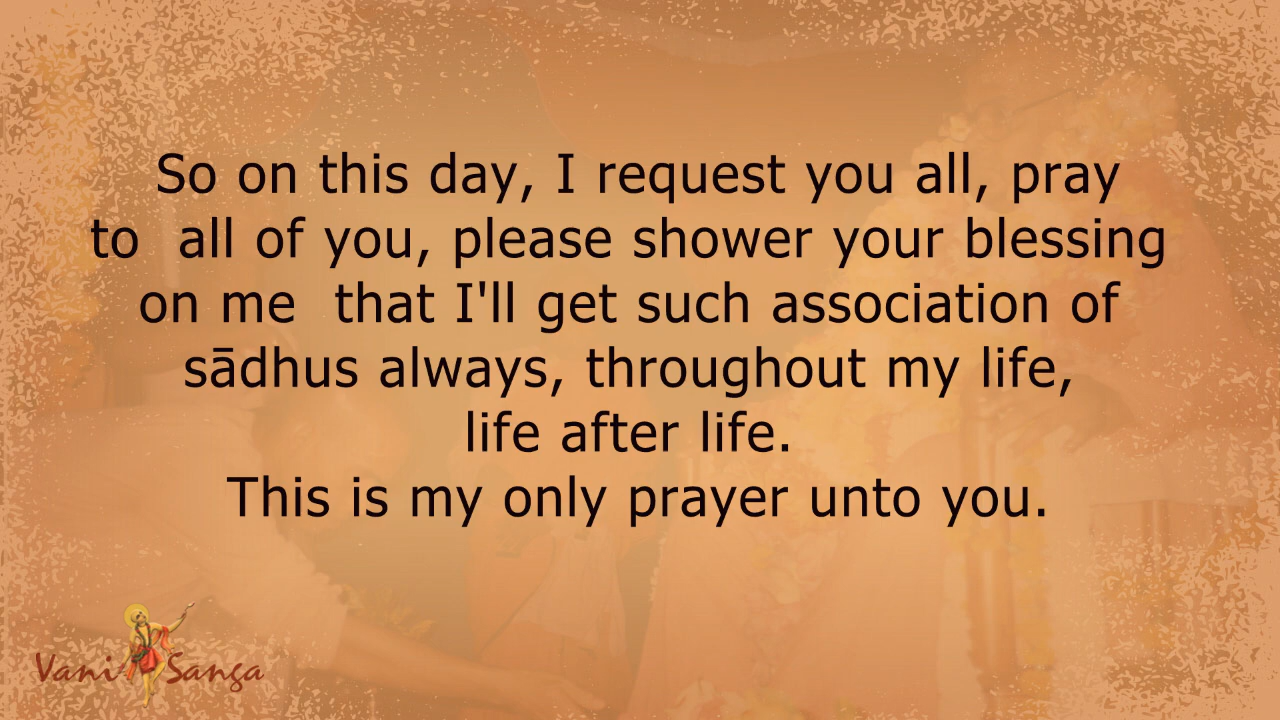 So on this day, I request you all, pray
to all of you, please shower your blessing
on me that I'll get such association of
sādhus always, throughout my life,
life after life.
This is my only prayer unto you.
Vani Sanga